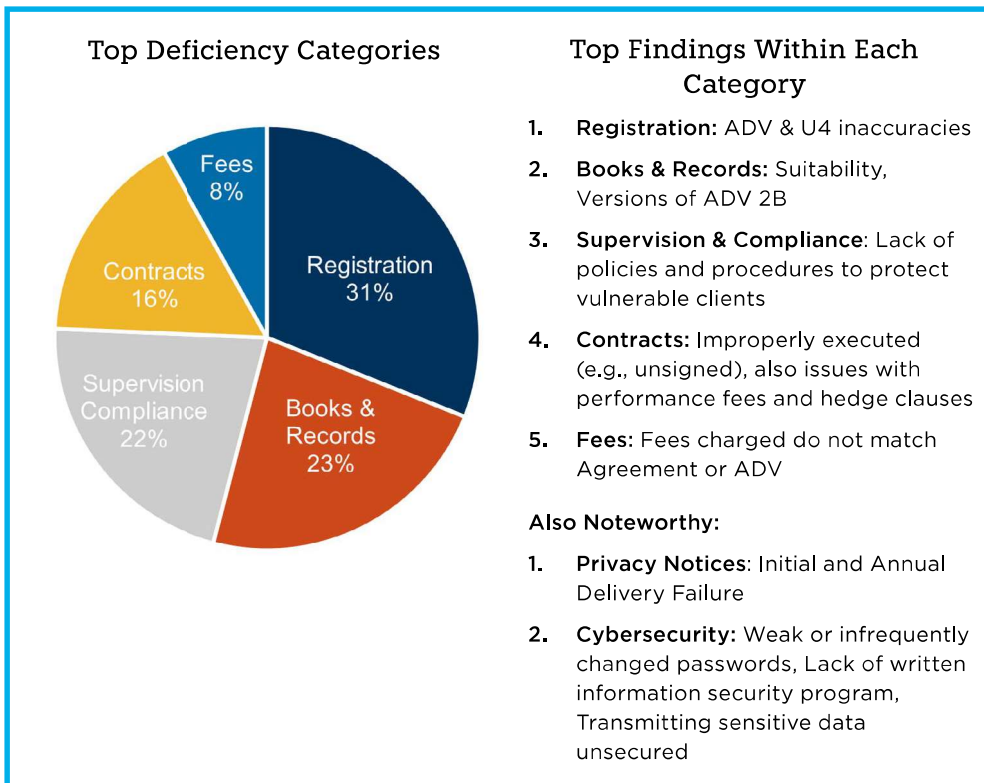 Top Deficiency Categories
Fees
8%
Registration
31%
Contracts
16%
Supervision
Compliance
22%
Books &
Records
23%
Top Findings Within Each
Category
1. Registration: ADV & U4 inaccuracies
2. Books & Records: Suitability,
Versions of ADV 2B
3. Supervision & Compliance: Lack of
policies and procedures to protect
vulnerable clients
4. Contracts: Improperly executed
(e.g., unsigned), also issues with
performance fees and hedge clauses
5. Fees: Fees charged do not match
Agreement or ADV
Also Noteworthy:
1. Privacy Notices: Initial and Annual
Delivery Failure
2. Cybersecurity: Weak or infrequently
changed passwords, Lack of written
information security program,
Transmitting sensitive data
unsecured